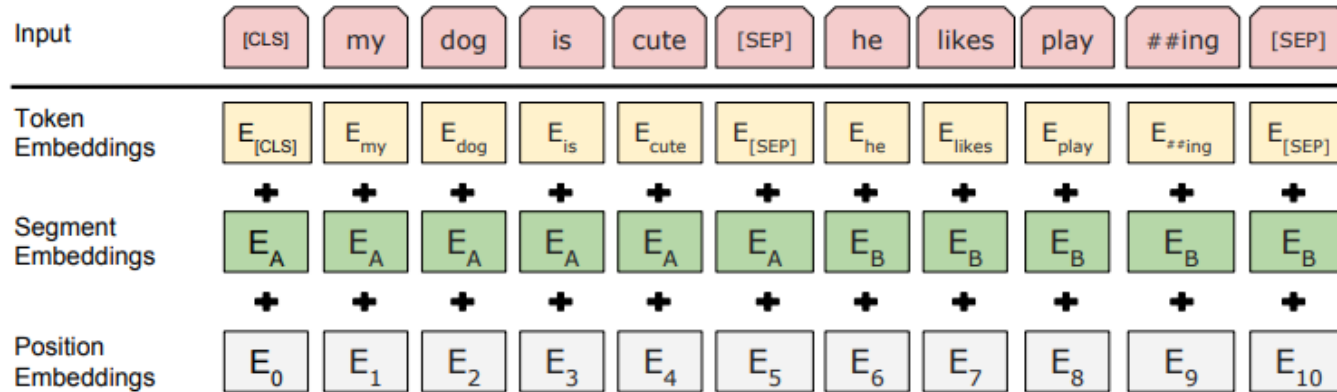 Input [CLS] my dog is cute [SEP] he likes play ##ing [SEP]
Token
Embeddings E[CLS] Emy Edog Eis Ecute E[SEP] Ehe Elikes Eplay E##ing E[SEP]
+ + + + + + + + + + +
Segment
Embeddings EA EA EA EA EA EA EB EB EB EB EB
+ + + + + + + + + + +
Position
Embeddings E0 E1 E2 E3 E4 E5 E6 E7 E8 E9 E10